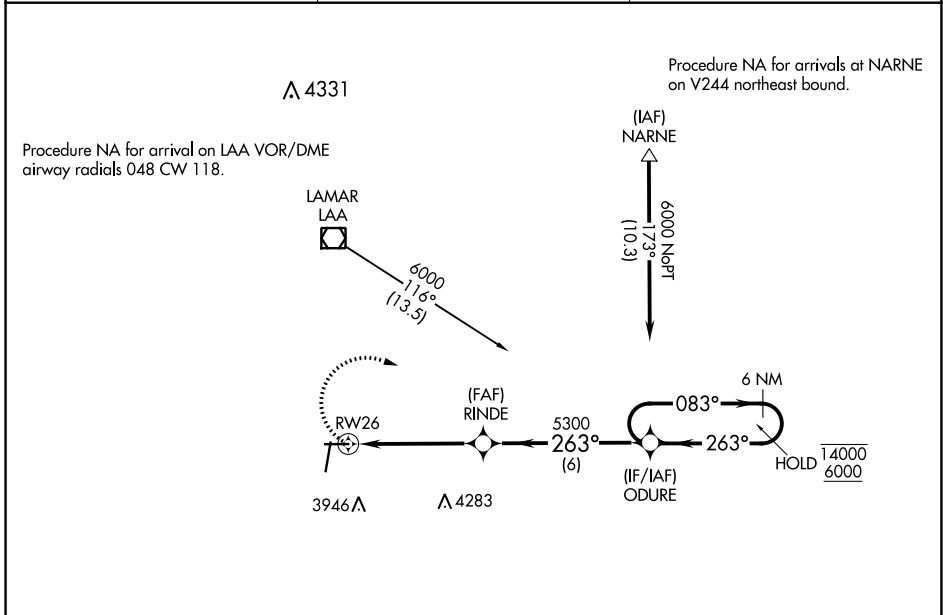 Procedure NA for arrivals at NARNE
on V244 northeast bound.
4331
(IAF)
NARNE
Procedure NA for arrival on LAA VOR/DME
airway radials 048 CW 118.
LAMAR
LAA
6000 NoPT
173°
(10.3)
6000
116°
(13.5)
6 NM
083°
(FAF)
RINDE
RW26
5300
263°
(6)
263°
HOLD
14000
6000
(IF/IAF)
ODURE
3946
4283